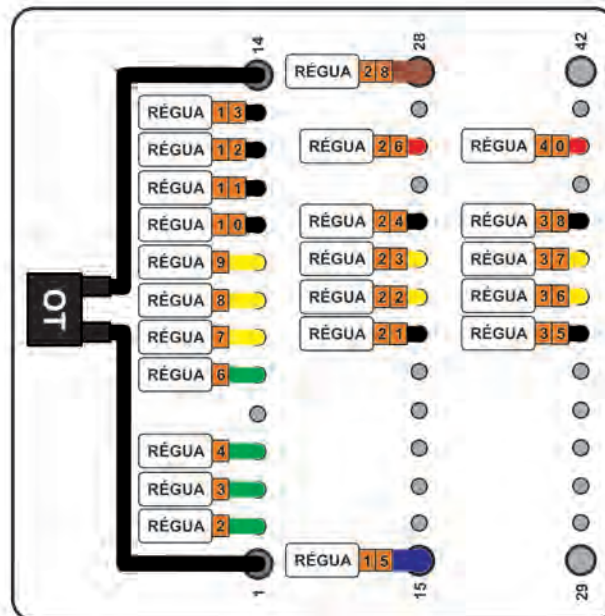 14 28 42
RÉGUA 28
RÉGUA 13
RÉGUA 12 RÉGUA 26 RÉGUA 40
RÉGUA 11
RÉGUA 10 RÉGUA 24 RÉGUA 38
RÉGUA 9 RÉGUA 23 RÉGUA 37
RÉGUA 8 RÉGUA 22 RÉGUA 36
RÉGUA 7 RÉGUA 21 RÉGUA 35
OT
RÉGUA 6
RÉGUA 4
RÉGUA 3
RÉGUA 2
RÉGUA 15
1 15 29